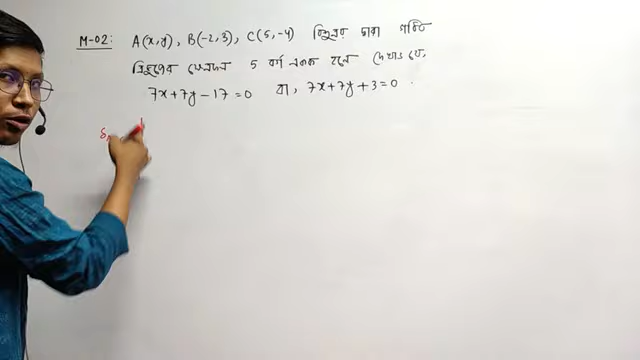 M-02: A(x,y), B(-2,3), C(5,-4) বিন্দুত্রয় দ্বারা গঠিত
ত্রিভুজের ক্ষেত্রফল 5 বর্গ একক হলে দেখাও যে,
7x+7y-17=0 বা, 7x+7y+3=0